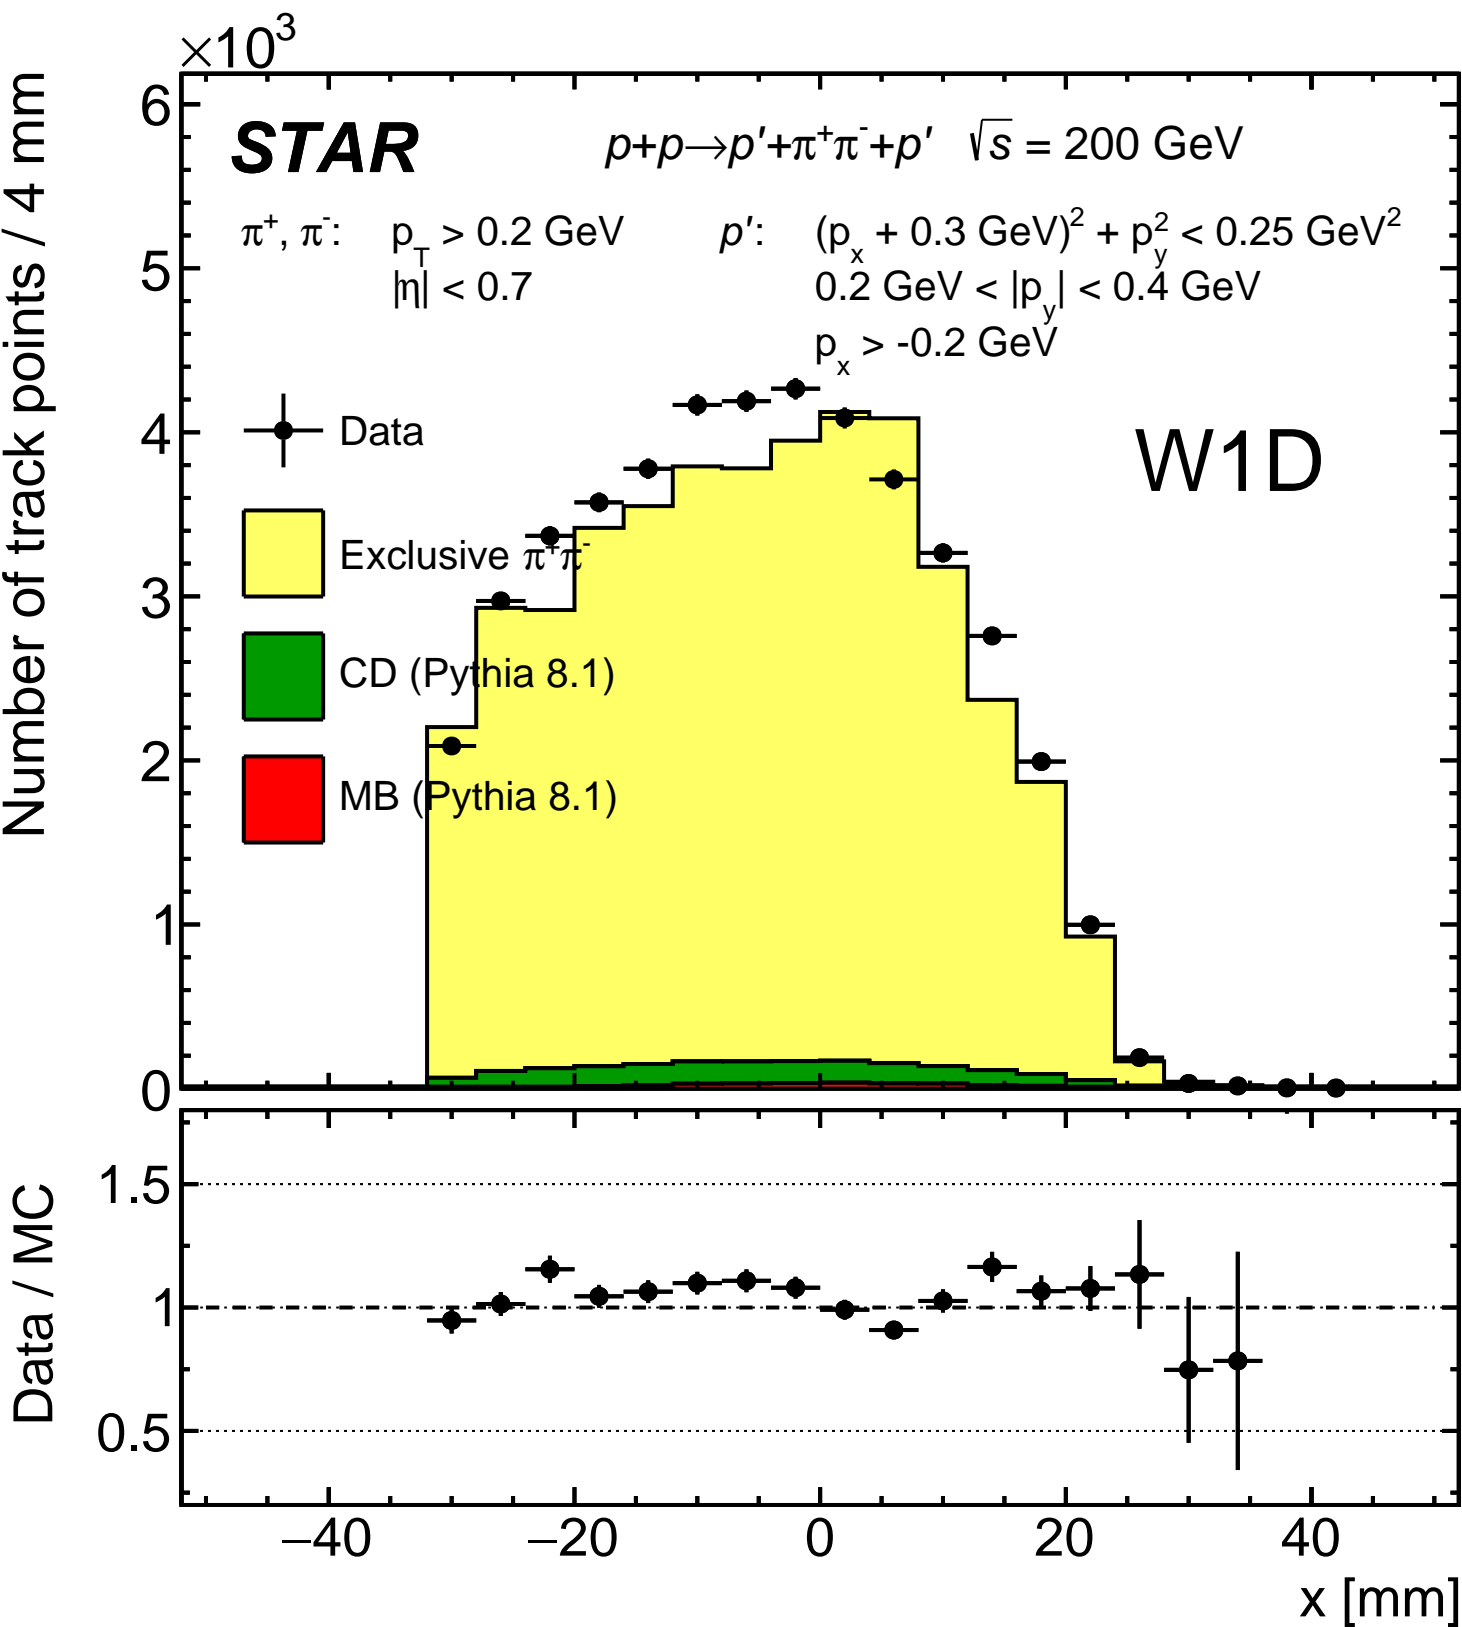 ×10³
Number of track points / 4 mm
6
5
4
3
2
1
0
STAR
p+p→p′+π⁺π⁻+p′ √s = 200 GeV
π⁺, π⁻: p_T > 0.2 GeV p′: (p_x + 0.3 GeV)² + p_y² < 0.25 GeV²
|η| < 0.7 0.2 GeV < |p_y| < 0.4 GeV
p_x > -0.2 GeV
Data
W1D
Exclusive π⁺π⁻
CD (Pythia 8.1)
MB (Pythia 8.1)
Data / MC
1.5
1
0.5
−40 −20 0 20 40
x [mm]